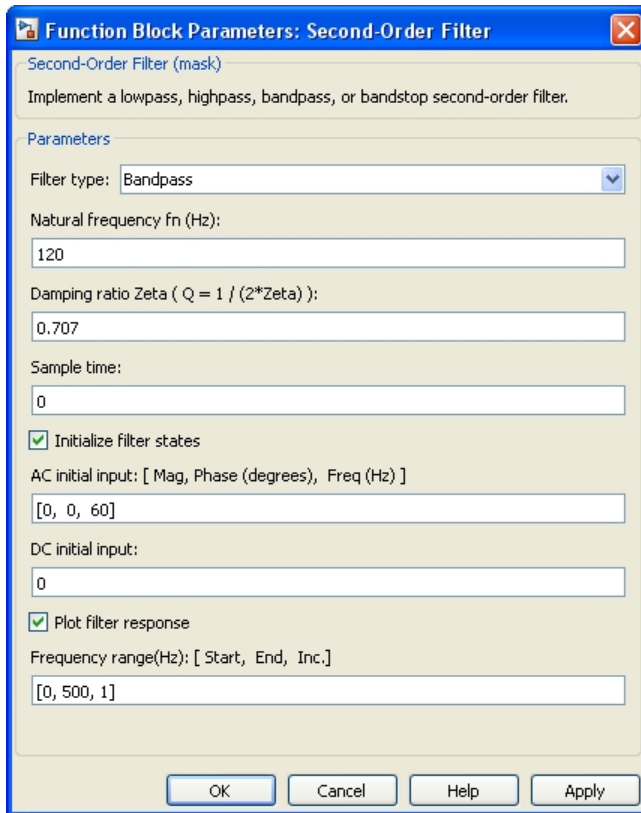 Function Block Parameters: Second-Order Filter
Second-Order Filter (mask)
Implement a lowpass, highpass, bandpass, or bandstop second-order filter.
Parameters
Filter type: Bandpass
Natural frequency fn (Hz):
120
Damping ratio Zeta ( Q = 1 / (2*Zeta) ):
0.707
Sample time:
0
Initialize filter states
AC initial input: [ Mag, Phase (degrees),  Freq (Hz) ]
[0,  0,  60]
DC initial input:
0
Plot filter response
Frequency range(Hz): [ Start,  End,  Inc.]
[0, 500, 1]
OK Cancel Help Apply